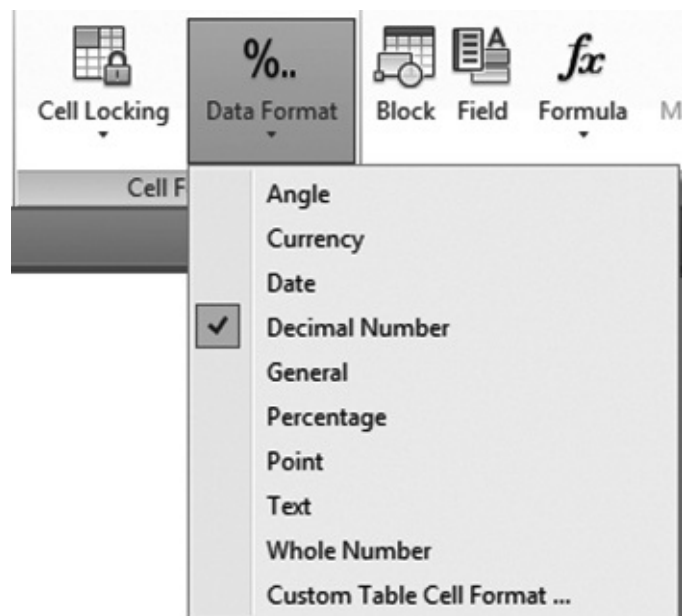 %..
fx
Cell Locking
Data Format
Block
Field
Formula
M
Cell F
Angle
Currency
Date
Decimal Number
General
Percentage
Point
Text
Whole Number
Custom Table Cell Format ...